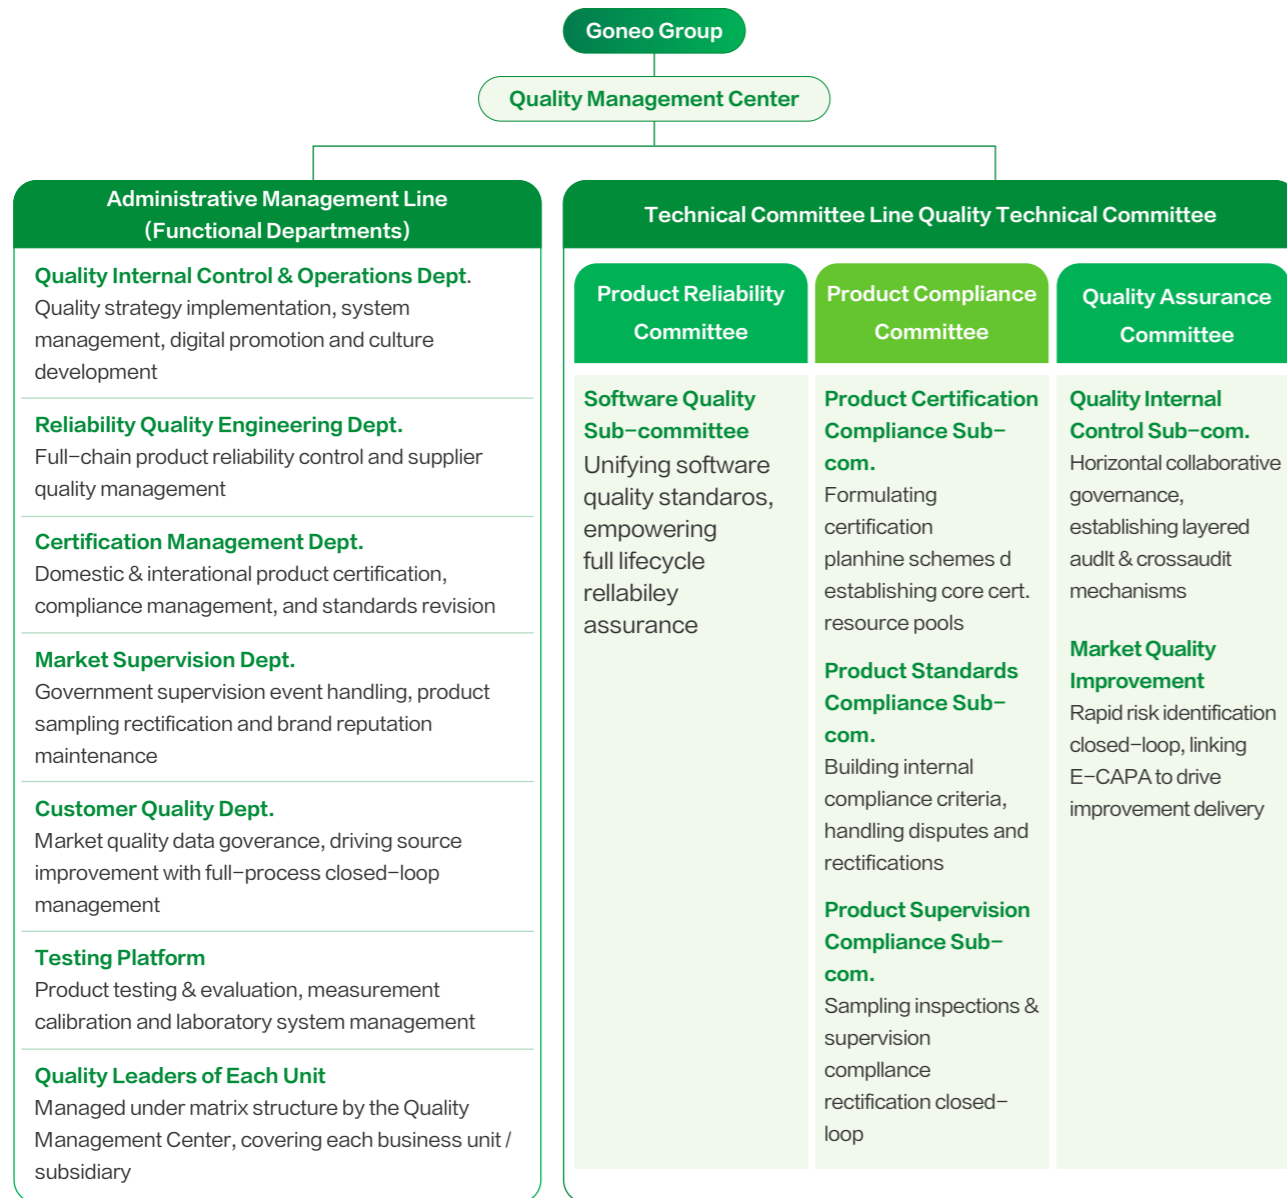 Goneo Group
Quality Management Center
Administrative Management Line
(Functional Departments)
Quality Internal Control & Operations Dept.
Quality strategy implementation, system
management, digital promotion and culture
development
Reliability Quality Engineering Dept.
Full-chain product reliability control and supplier
quality management
Certification Management Dept.
Domestic & interational product certification,
compliance management, and standards revision
Market Supervision Dept.
Government supervision event handling, product
sampling rectification and brand reputation
maintenance
Customer Quality Dept.
Market quality data goverance, driving source
improvement with full-process closed-loop
management
Testing Platform
Product testing & evaluation, measurement
calibration and laboratory system management
Quality Leaders of Each Unit
Managed under matrix structure by the Quality
Management Center, covering each business unit /
subsidiary
Technical Committee Line Quality Technical Committee
Product Reliability
Committee
Software Quality
Sub-committee
Unifying software
quality standaros,
empowering
full lifecycle
rellabiley
assurance
Product Compliance
Committee
Product Certification
Compliance Sub-
com.
Formulating
certification
planhine schemes d
establishing core cert.
resource pools
Product Standards
Compliance Sub-
com.
Building internal
compliance criteria,
handling disputes and
rectifications
Product Supervision
Compliance Sub-
com.
Sampling inspections &
supervision
compllance
rectification closed-
loop
Quality Assurance
Committee
Quality Internal
Control Sub-com.
Horizontal collaborative
governance,
establishing layered
audlt & crossaudit
mechanisms
Market Quality
Improvement
Rapid risk identification
closed-loop, linking
E-CAPA to drive
improvement delivery